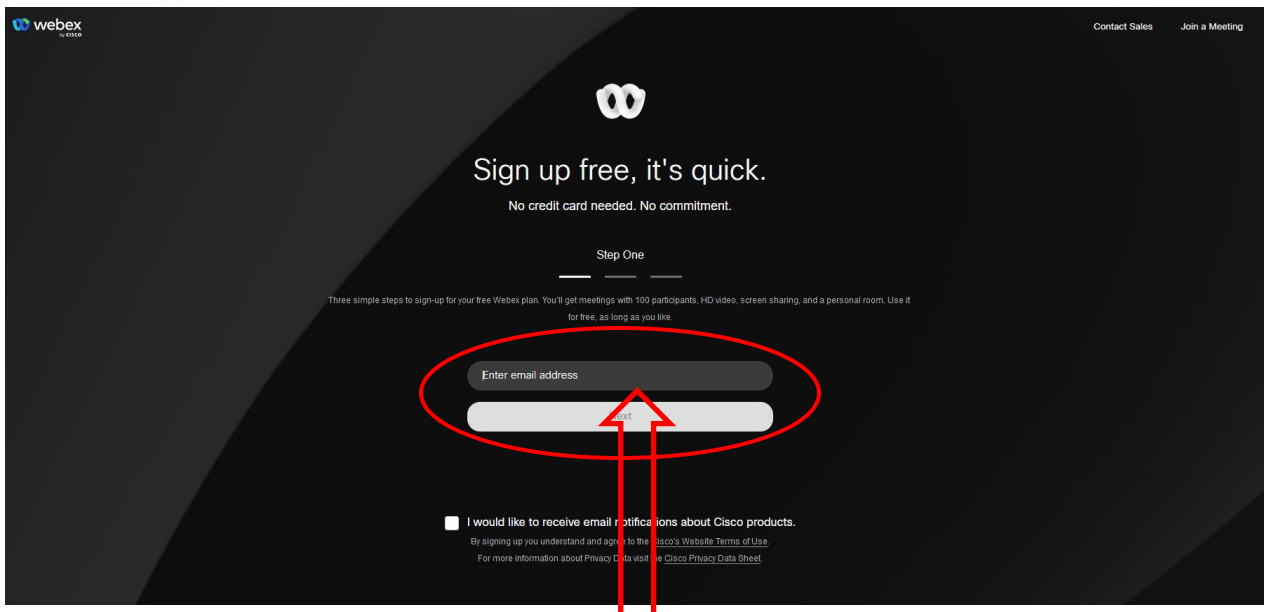 webex
by CISCO
Contact Sales
Join a Meeting
Sign up free, it's quick.
No credit card needed. No commitment.
Step One
Three simple steps to sign-up for your free Webex plan. You'll get meetings with 100 participants, HD video, screen sharing, and a personal room. Use it
for free, as long as you like.
Enter email address
Next
I would like to receive email notifications about Cisco products.
By signing up you understand and agree to the Cisco's Website Terms of Use.
For more information about Privacy Data visit the Cisco Privacy Data Sheet.